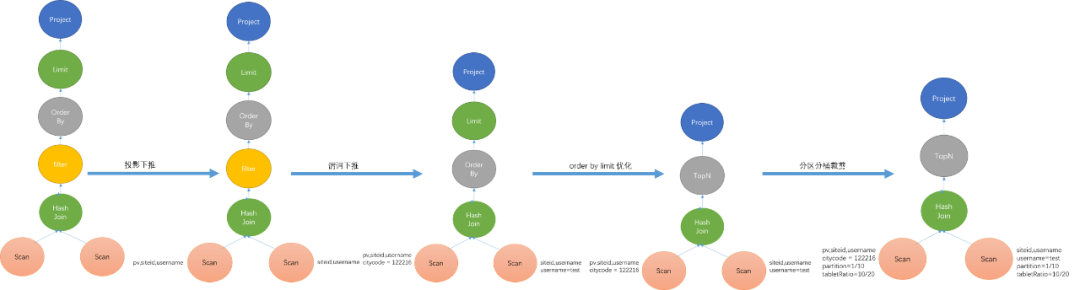 Project
Limit
Order
By
filter
Hash
Join
Scan
Scan
投影下推
Project
Limit
Order
By
filter
Hash
Join
Scan
Scan
pv,siteid,username
siteid,username
谓词下推
Project
Limit
Order
By
Hash
Join
Scan
Scan
pv,siteid,username
citycode = 122216
siteid,username
username=test
order by limit 优化
Project
TopN
Hash
Join
Scan
Scan
pv,siteid,username
citycode = 122216
siteid,username
username=test
分区分桶裁剪
Project
TopN
Hash
Join
Scan
Scan
pv,siteid,username
citycode = 122216
partition=1/10
tabletRatio=10/20
siteid,username
username=test
partition=1/10
tabletRatio=10/20